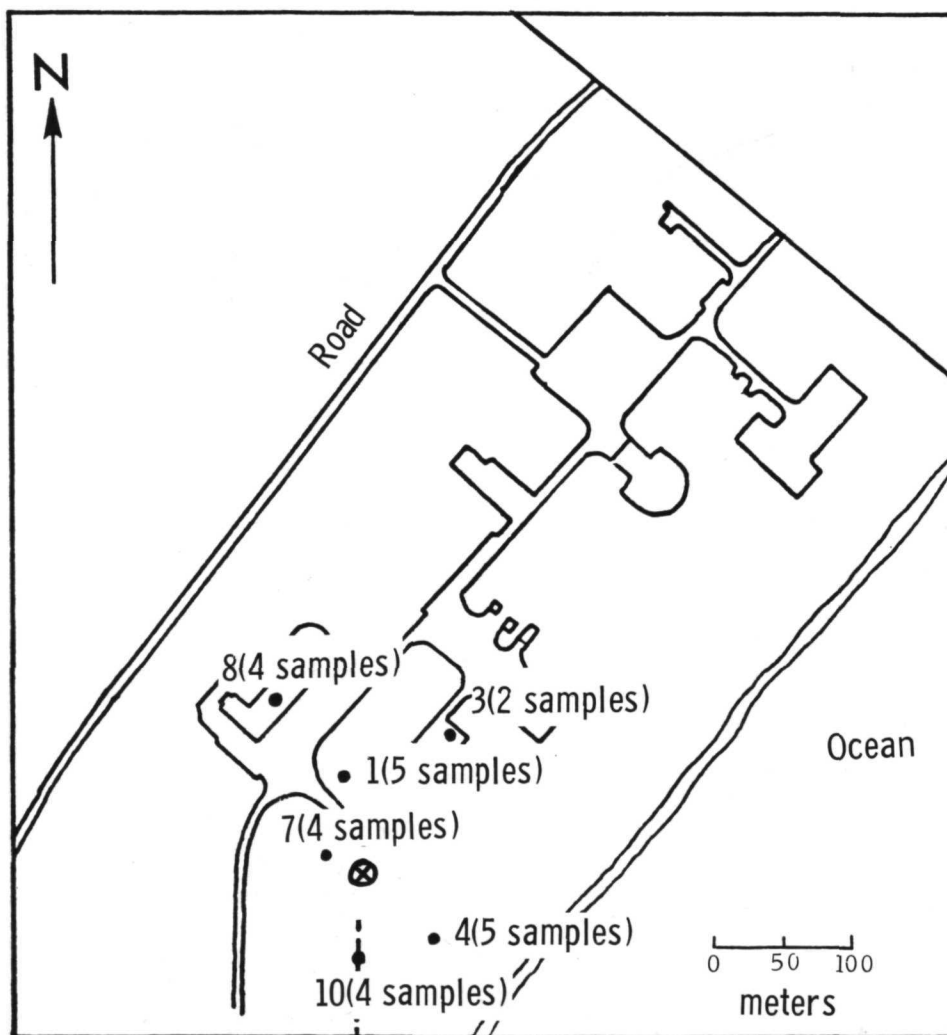 N
Road
8(4 samples)
3(2 samples)
Ocean
1(5 samples)
7(4 samples)
4(5 samples)
10(4 samples)
0 50 100
meters